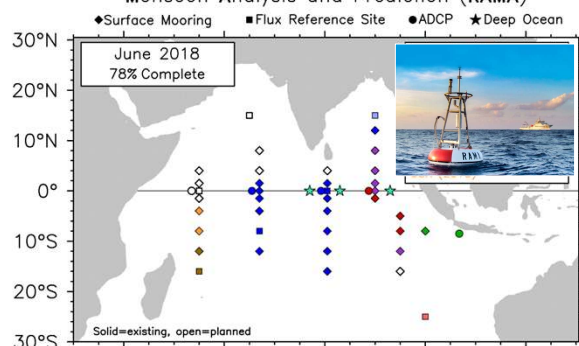 Monsoon Analysis and Prediction (RAMA)
Surface Mooring Flux Reference Site ADCP Deep Ocean
30°N
June 2018
78% Complete
20°N
10°N
RAM
0°
10°S
20°S
Solid=existing, open=planned
30°S